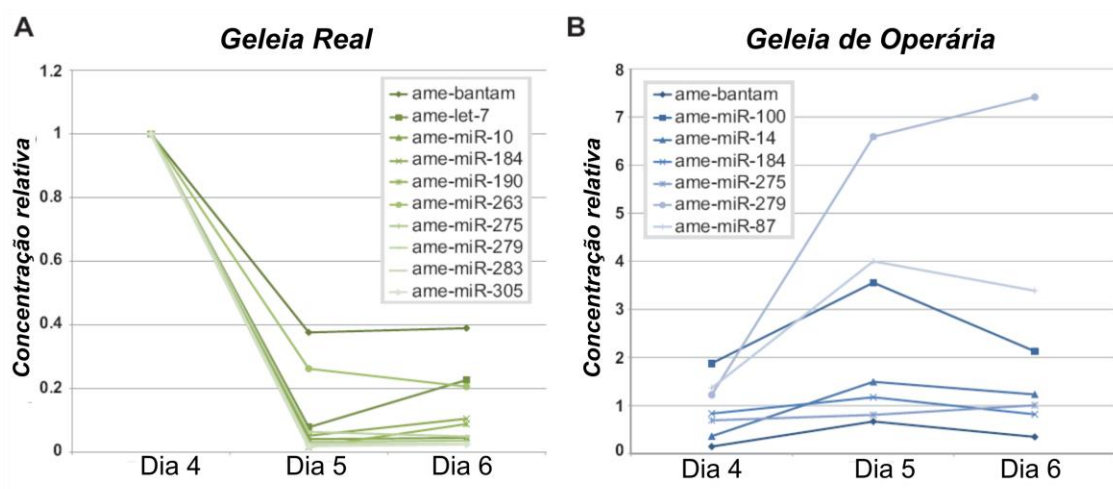 A
Geleia Real
Concentração relativa
1.2
1
0.8
0.6
0.4
0.2
0
ame-bantam
ame-let-7
ame-miR-10
ame-miR-184
ame-miR-190
ame-miR-263
ame-miR-275
ame-miR-279
ame-miR-283
ame-miR-305
Dia 4 Dia 5 Dia 6
B
Geleia de Operária
Concentração relativa
8
7
6
5
4
3
2
1
0
ame-bantam
ame-miR-100
ame-miR-14
ame-miR-184
ame-miR-275
ame-miR-279
ame-miR-87
Dia 4 Dia 5 Dia 6